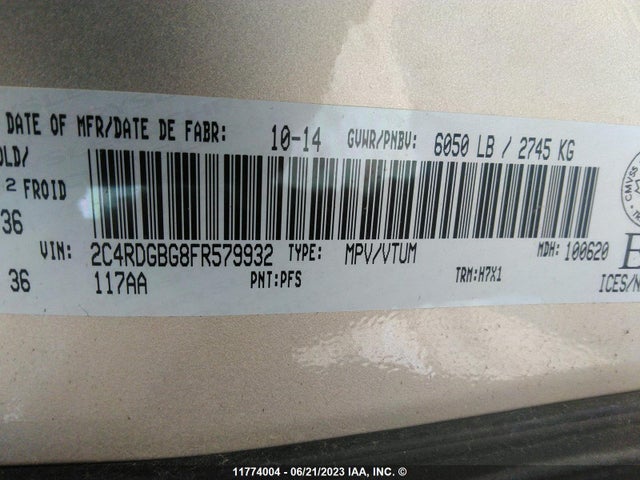 DATE OF MFR/DATE DE FABR: 10-14 GVWR/PNBV: 6050 LB / 2745 KG
OLD/
2 FROID
36
CMVSS
VIN: 2C4RDGBG8FR579932 TYPE: MPV/VTUM MDH: 100620
36 117AA PNT:PFS TRM:H7X1 ICES/N
11774004 - 06/21/2023 IAA, INC. ©